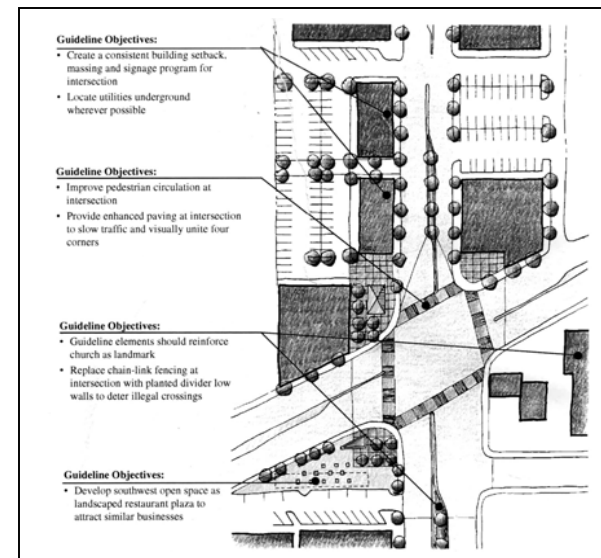 Guideline Objectives:
• Create a consistent building setback,
massing and signage program for
intersection
• Locate utilities underground
wherever possible
Guideline Objectives:
• Improve pedestrian circulation at
intersection
• Provide enhanced paving at intersection
to slow traffic and visually unite four
corners
Guideline Objectives:
• Guideline elements should reinforce
church as landmark
• Replace chain-link fencing at
intersection with planted divider low
walls to deter illegal crossings
Guideline Objectives:
• Develop southwest open space as
landscaped restaurant plaza to
attract similar businesses